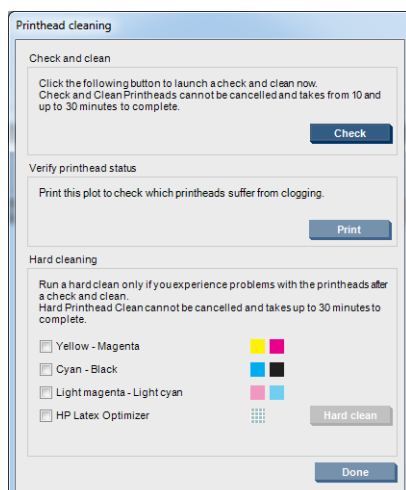 Printhead cleaning
Check and clean
Click the following button to launch a check and clean now.
Check and Clean Printheads cannot be cancelled and takes from 10 and
up to 30 minutes to complete.
Check
Verify printhead status
Print this plot to check which printheads suffer from clogging.
Print
Hard cleaning
Run a hard clean only if you experience problems with the printheads after
a check and clean.
Hard Printhead Clean cannot be cancelled and takes up to 30 minutes to
complete.
Yellow - Magenta
Cyan - Black
Light magenta - Light cyan
HP Latex Optimizer
Hard clean
Done